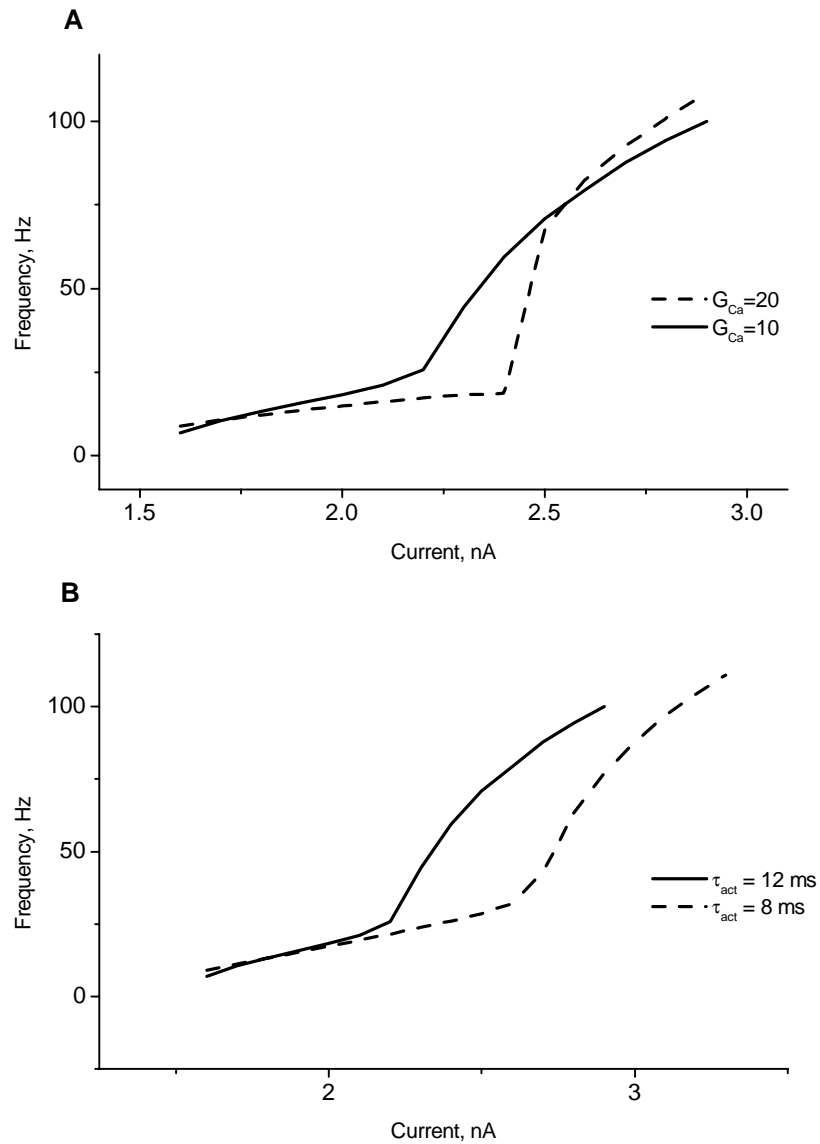 A
100
50
0
Frequency, Hz
G_Ca=20
G_Ca=10
1.5 2.0 2.5 3.0
Current, nA
B
100
50
0
Frequency, Hz
τ_act = 12 ms
τ_act = 8 ms
2 3
Current, nA